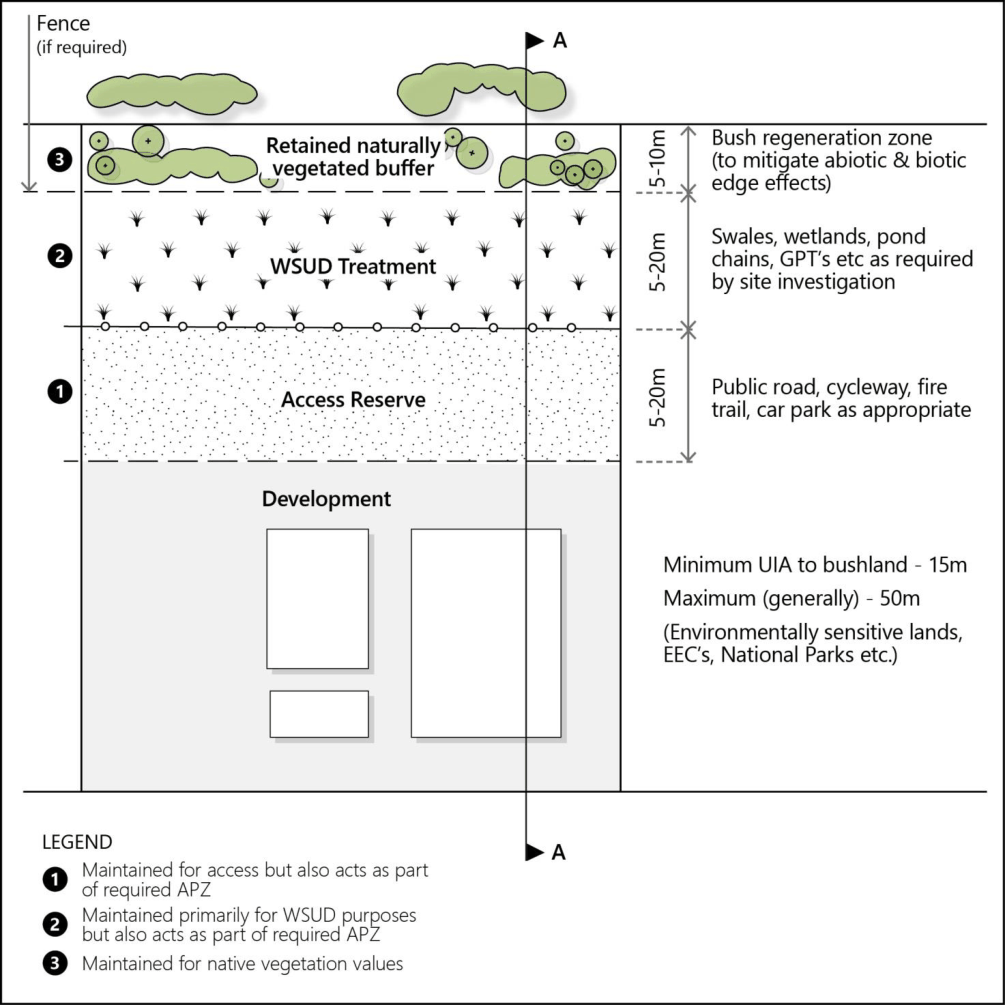 Fence
(if required)
A
3
Retained naturally
vegetated buffer
5-10m
Bush regeneration zone
(to mitigate abiotic & biotic
edge effects)
2
WSUD Treatment
5-20m
Swales, wetlands, pond
chains, GPT's etc as required
by site investigation
1
Access Reserve
5-20m
Public road, cycleway, fire
trail, car park as appropriate
Development
Minimum UIA to bushland - 15m
Maximum (generally) - 50m
(Environmentally sensitive lands,
EEC's, National Parks etc.)
A
LEGEND
1 Maintained for access but also acts as part
of required APZ
2 Maintained primarily for WSUD purposes
but also acts as part of required APZ
3 Maintained for native vegetation values